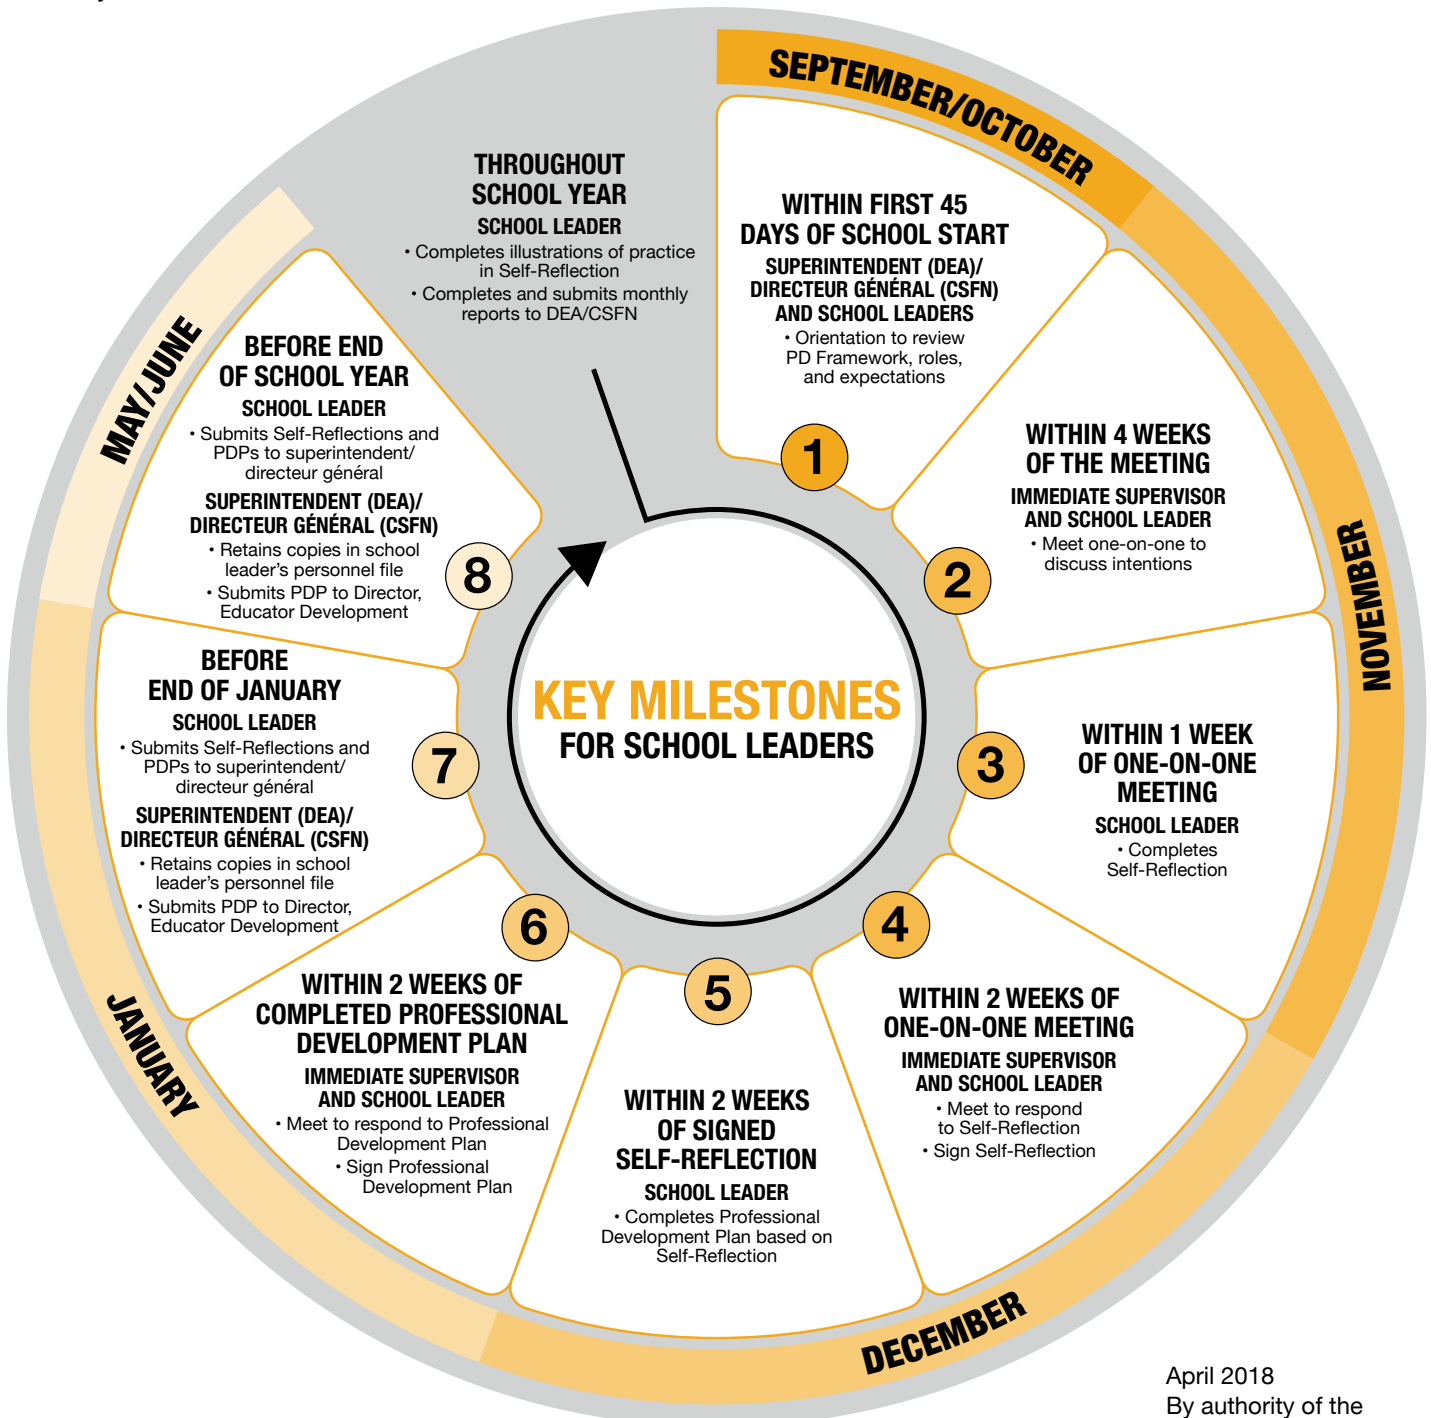 SEPTEMBER/OCTOBER
THROUGHOUT
SCHOOL YEAR
SCHOOL LEADER
• Completes illustrations of practice
in Self-Reflection
• Completes and submits monthly
reports to DEA/CSFN
WITHIN FIRST 45
DAYS OF SCHOOL START
SUPERINTENDENT (DEA)/
DIRECTEUR GÉNÉRAL (CSFN)
AND SCHOOL LEADERS
• Orientation to review
PD Framework, roles,
and expectations
1
NOVEMBER
WITHIN 4 WEEKS
OF THE MEETING
IMMEDIATE SUPERVISOR
AND SCHOOL LEADER
• Meet one-on-one to
discuss intentions
2
WITHIN 1 WEEK
OF ONE-ON-ONE
MEETING
SCHOOL LEADER
• Completes
Self-Reflection
3
WITHIN 2 WEEKS OF
ONE-ON-ONE MEETING
IMMEDIATE SUPERVISOR
AND SCHOOL LEADER
• Meet to respond
to Self-Reflection
• Sign Self-Reflection
4
DECEMBER
WITHIN 2 WEEKS
OF SIGNED
SELF-REFLECTION
SCHOOL LEADER
• Completes Professional
Development Plan based on
Self-Reflection
5
WITHIN 2 WEEKS OF
COMPLETED PROFESSIONAL
DEVELOPMENT PLAN
IMMEDIATE SUPERVISOR
AND SCHOOL LEADER
• Meet to respond to Professional
Development Plan
• Sign Professional
Development Plan
6
JANUARY
BEFORE
END OF JANUARY
SCHOOL LEADER
• Submits Self-Reflections and
PDPs to superintendent/
directeur général
SUPERINTENDENT (DEA)/
DIRECTEUR GÉNÉRAL (CSFN)
• Retains copies in school
leader's personnel file
• Submits PDP to Director,
Educator Development
7
MAY/JUNE
BEFORE END
OF SCHOOL YEAR
SCHOOL LEADER
• Submits Self-Reflections and
PDPs to superintendent/
directeur général
SUPERINTENDENT (DEA)/
DIRECTEUR GÉNÉRAL (CSFN)
• Retains copies in school
leader's personnel file
• Submits PDP to Director,
Educator Development
8
KEY MILESTONES
FOR SCHOOL LEADERS
April 2018
By authority of the